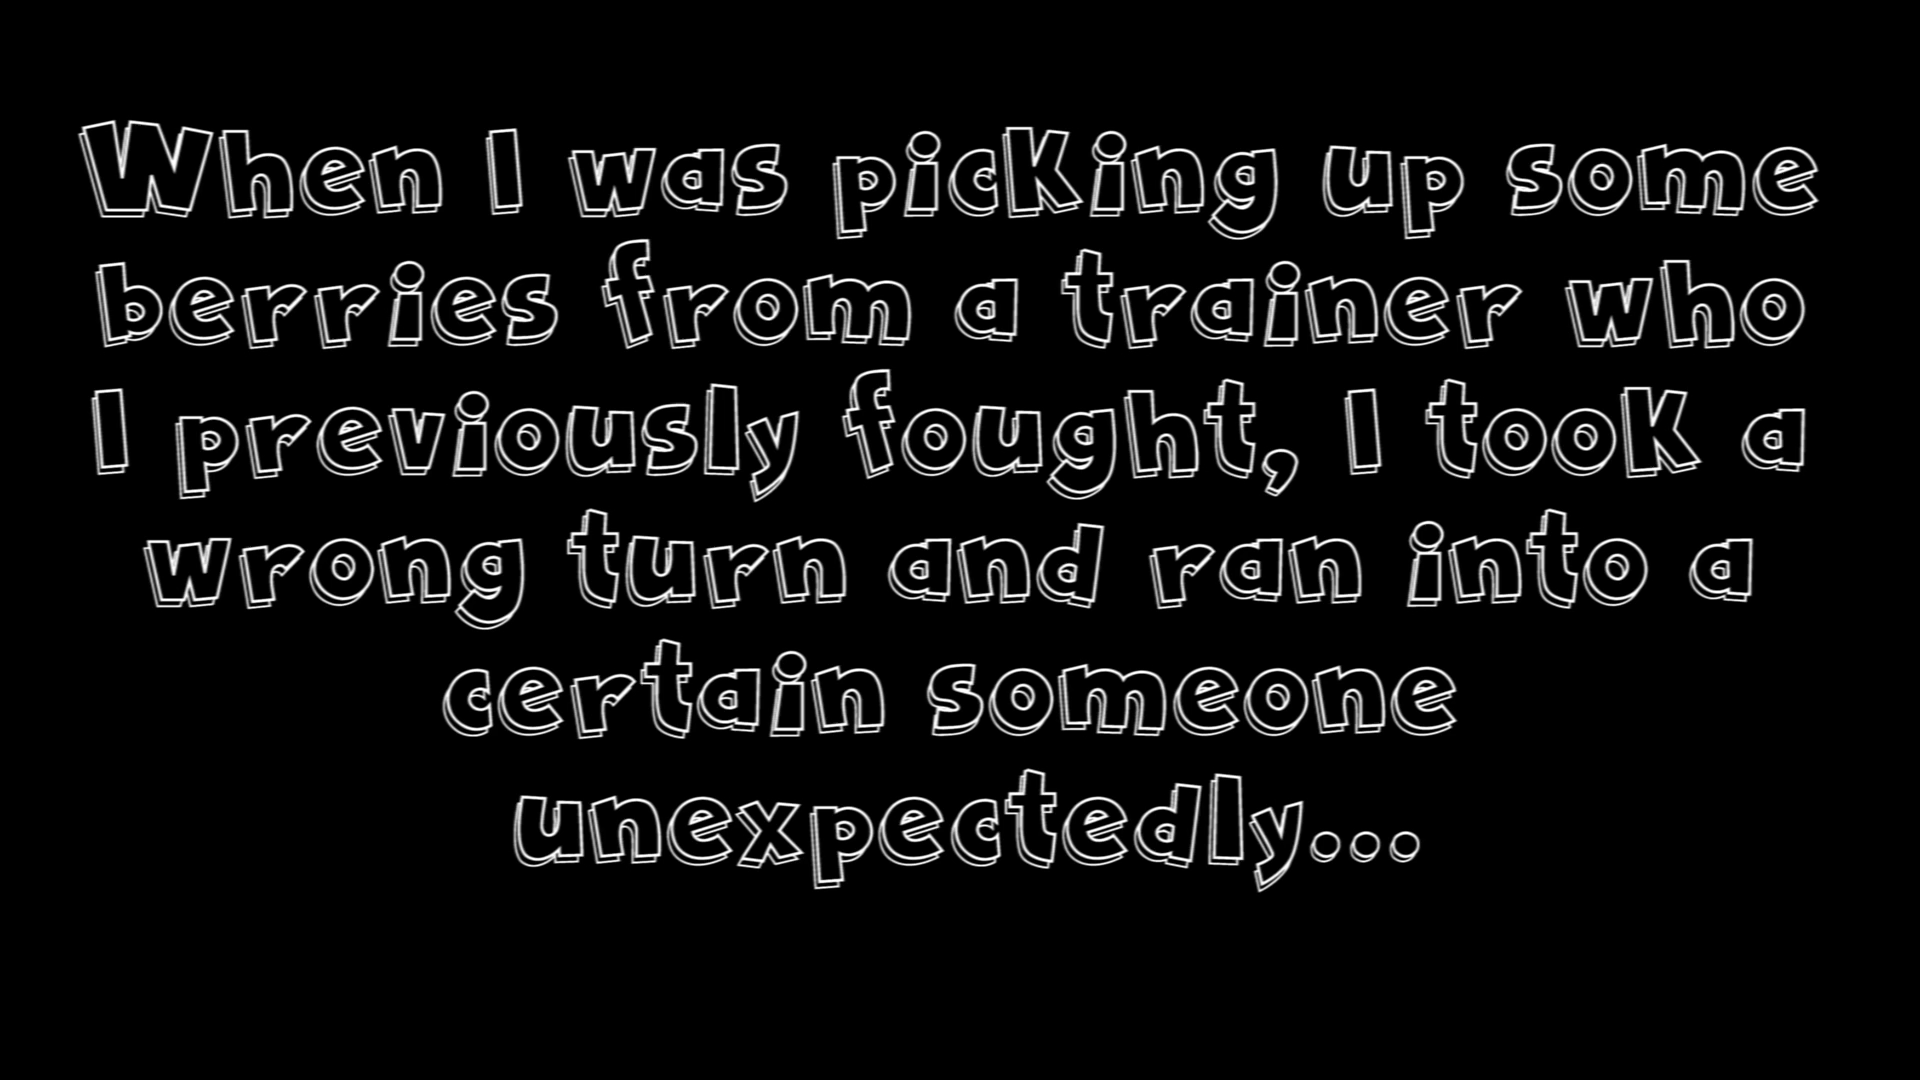 When I was picking up some
berries from a trainer who
I previously fought, I took a
wrong turn and ran into a
certain someone
unexpectedly...